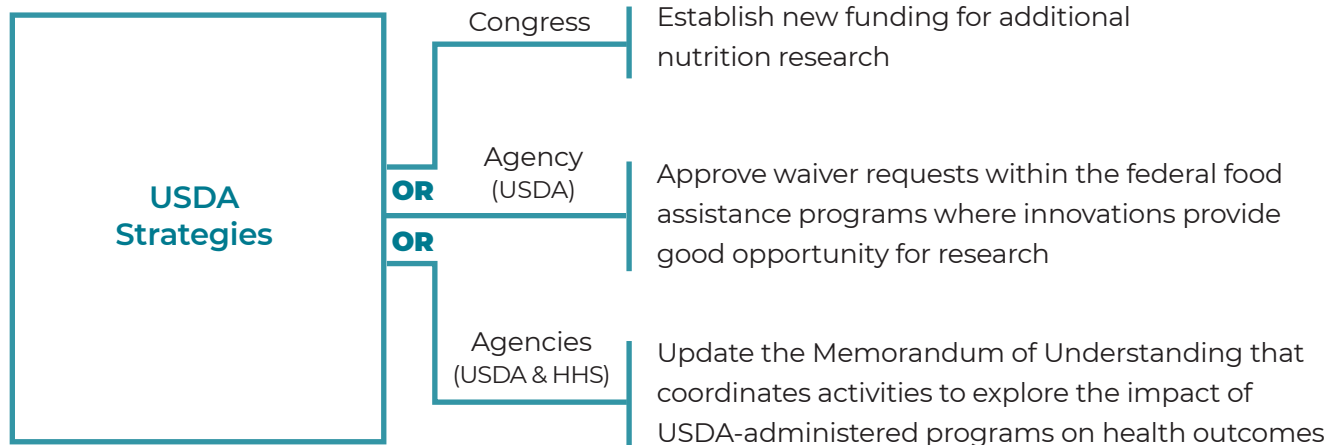 USDA
Strategies
Congress
Establish new funding for additional
nutrition research
OR
Agency
(USDA)
Approve waiver requests within the federal food
assistance programs where innovations provide
good opportunity for research
OR
Agencies
(USDA & HHS)
Update the Memorandum of Understanding that
coordinates activities to explore the impact of
USDA-administered programs on health outcomes